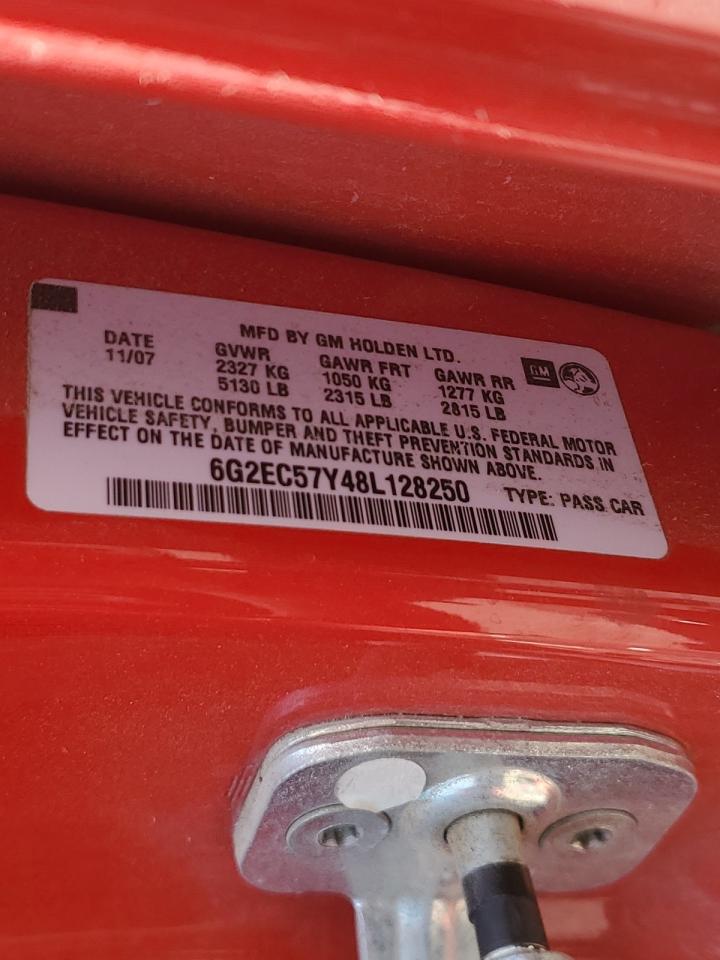 MFD BY GM HOLDEN LTD.
DATE
11/07
GVWR
2327 KG
5130 LB
GAWR FRT
1050 KG
2315 LB
GAWR RR
1277 KG
2815 LB
GM
THIS VEHICLE CONFORMS TO ALL APPLICABLE U.S. FEDERAL MOTOR
VEHICLE SAFETY, BUMPER AND THEFT PREVENTION STANDARDS IN
EFFECT ON THE DATE OF MANUFACTURE SHOWN ABOVE.
6G2EC57Y48L128250
TYPE: PASS CAR